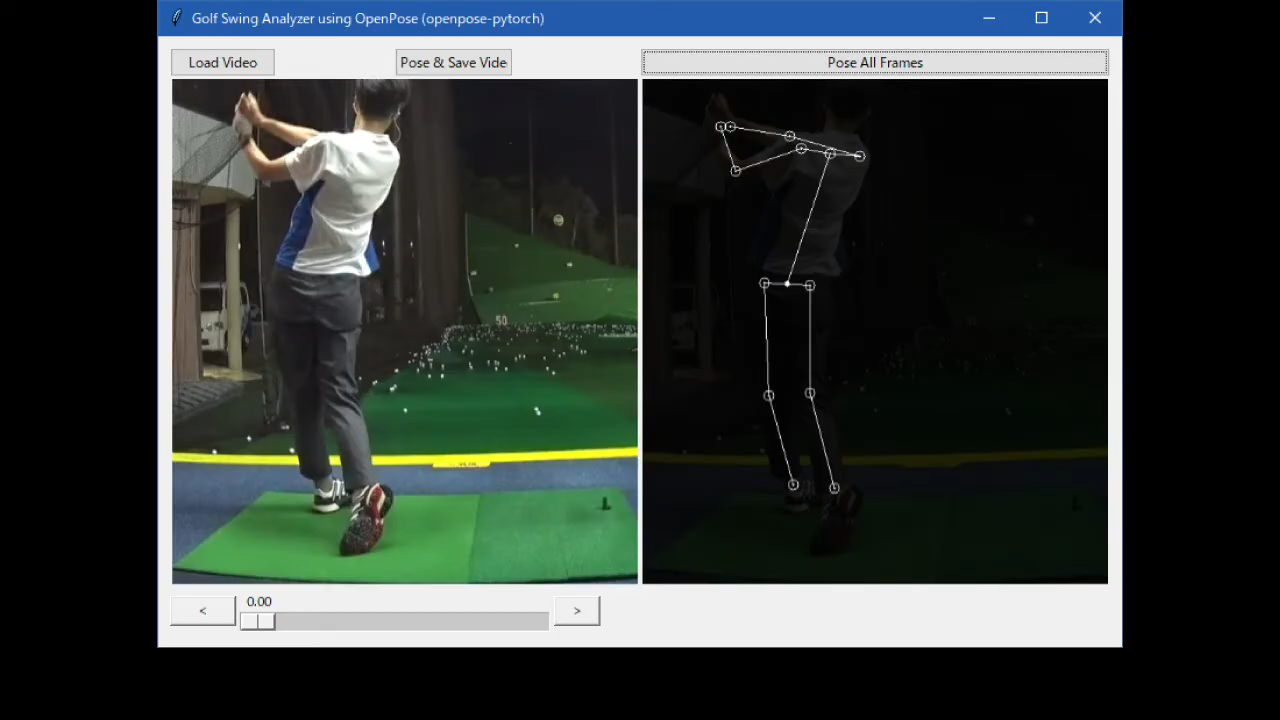 Golf Swing Analyzer using OpenPose (openpose-pytorch)
Load Video
Pose & Save Vide
Pose All Frames
50
0.00
<
>